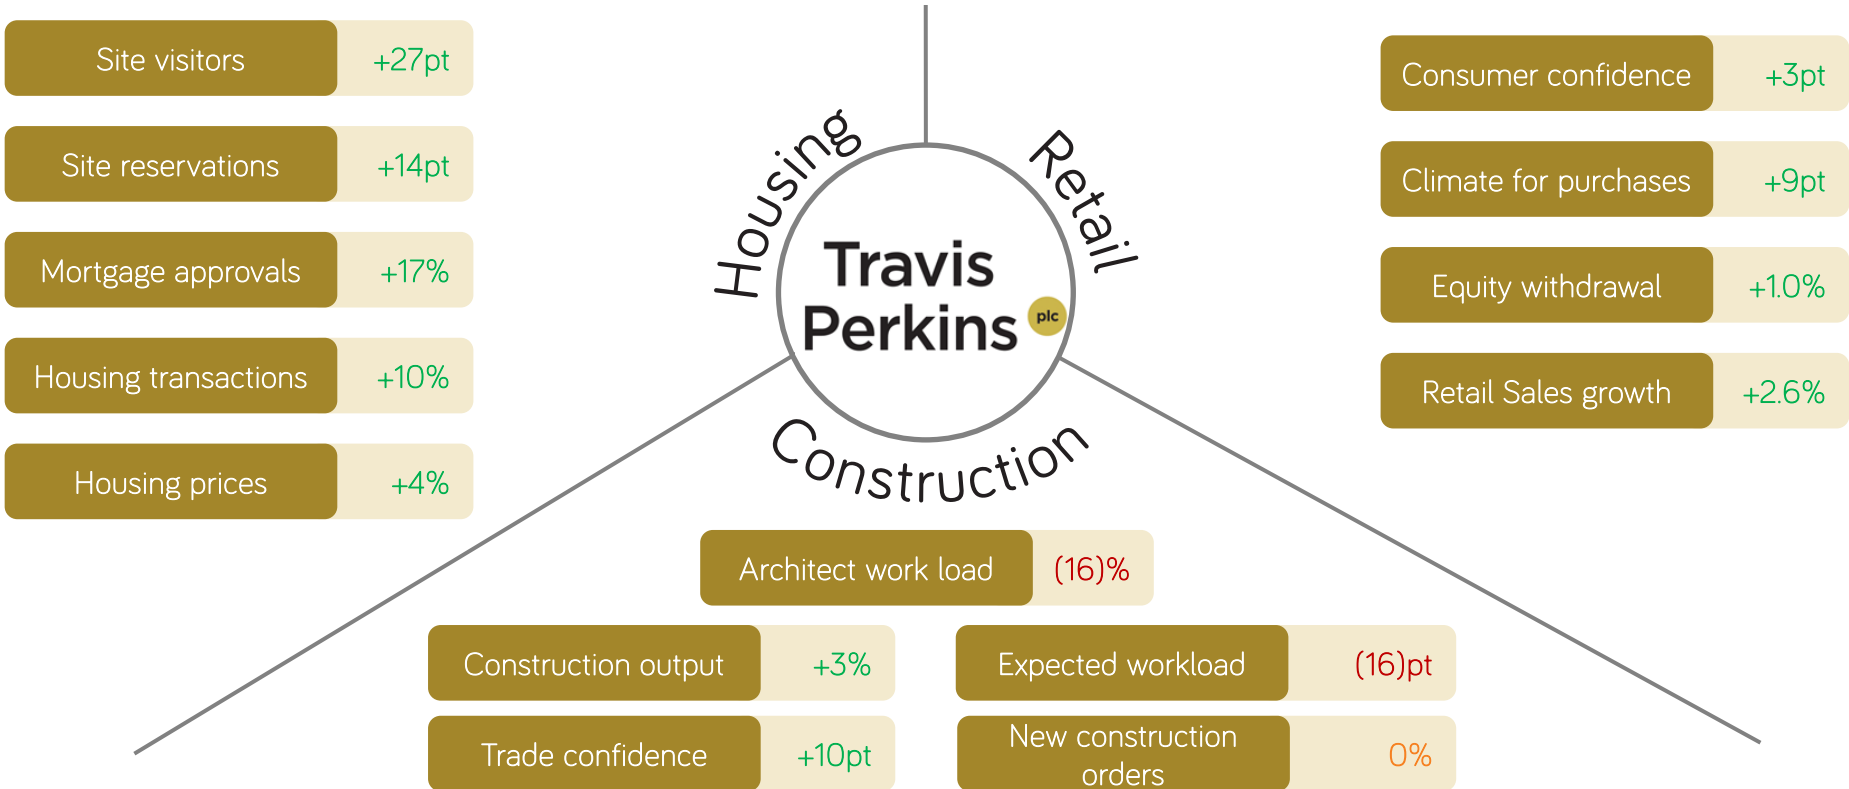 Site visitors +27pt
Site reservations +14pt
Mortgage approvals +17%
Housing transactions +10%
Housing prices +4%
Housing
Retail
Construction
Travis
Perkins plc
Consumer confidence +3pt
Climate for purchases +9pt
Equity withdrawal +1.0%
Retail Sales growth +2.6%
Architect work load (16)%
Construction output +3%
Expected workload (16)pt
Trade confidence +10pt
New construction
orders 0%